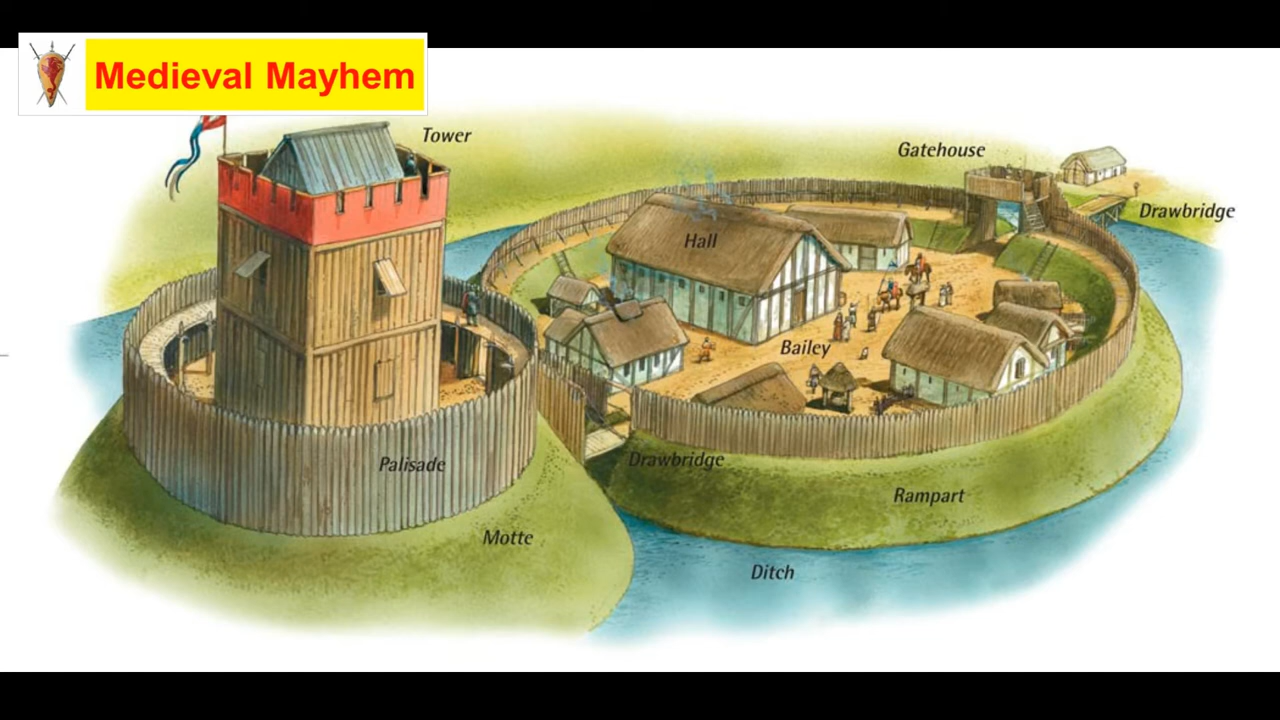 Medieval Mayhem
Tower
Gatehouse
Drawbridge
Hall
Bailey
Palisade
Drawbridge
Rampart
Motte
Ditch